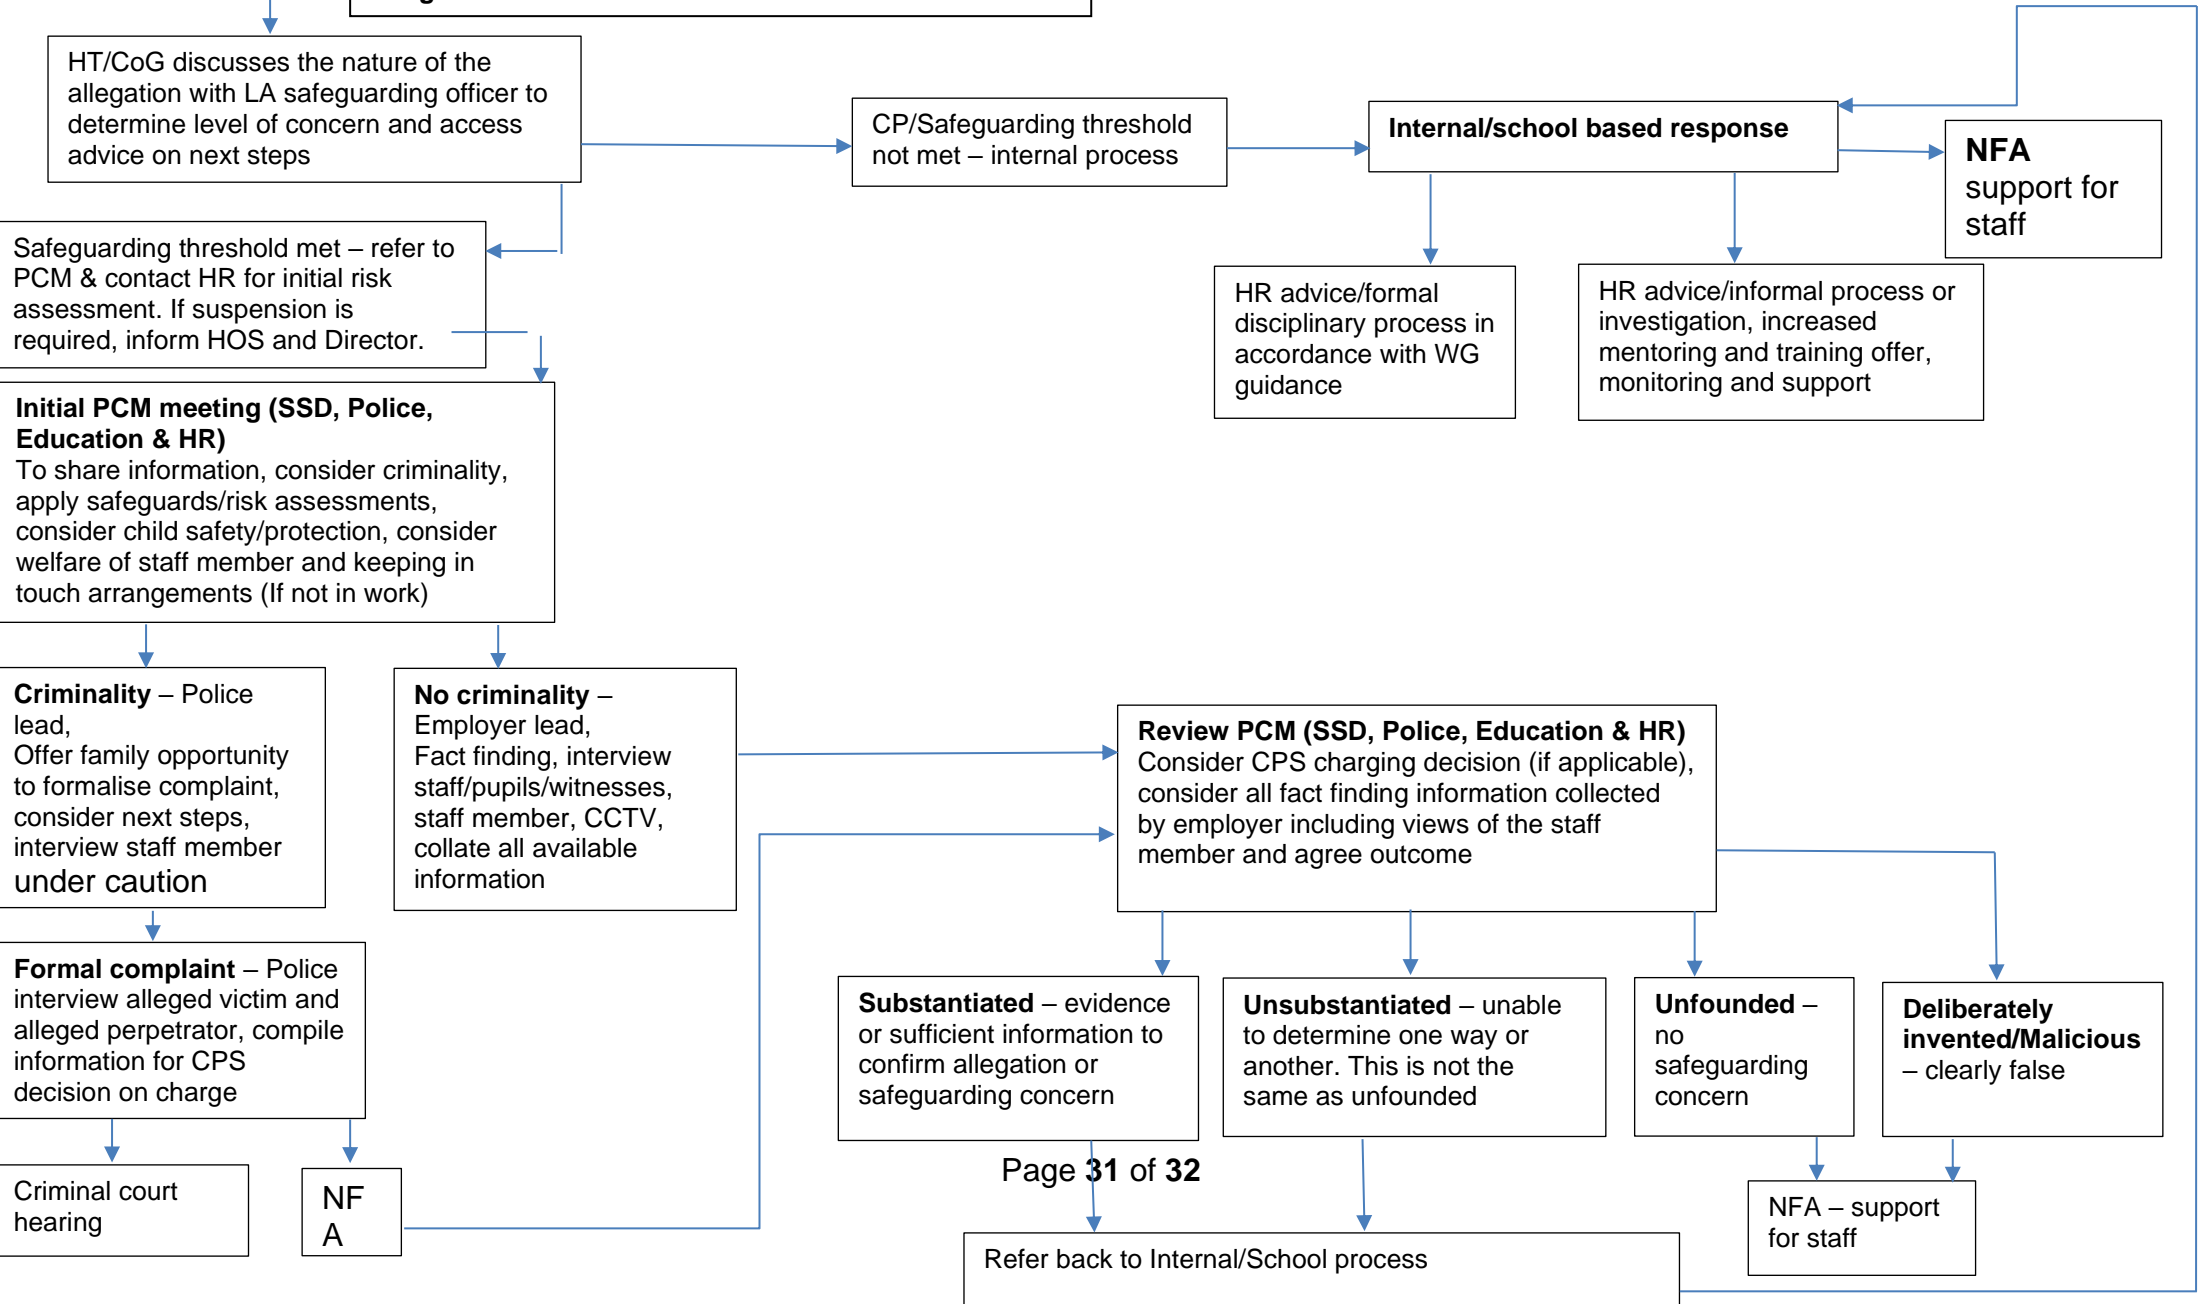 HT/CoG discusses the nature of the
allegation with LA safeguarding officer to
determine level of concern and access
advice on next steps
CP/Safeguarding threshold
not met – internal process
Internal/school based response
NFA
support for
staff
Safeguarding threshold met – refer to
PCM & contact HR for initial risk
assessment. If suspension is
required, inform HOS and Director.
HR advice/formal
disciplinary process in
accordance with WG
guidance
HR advice/informal process or
investigation, increased
mentoring and training offer,
monitoring and support
Initial PCM meeting (SSD, Police,
Education & HR)
To share information, consider criminality,
apply safeguards/risk assessments,
consider child safety/protection, consider
welfare of staff member and keeping in
touch arrangements (If not in work)
Criminality – Police
lead,
Offer family opportunity
to formalise complaint,
consider next steps,
interview staff member
under caution
No criminality –
Employer lead,
Fact finding, interview
staff/pupils/witnesses,
staff member, CCTV,
collate all available
information
Review PCM (SSD, Police, Education & HR)
Consider CPS charging decision (if applicable),
consider all fact finding information collected
by employer including views of the staff
member and agree outcome
Formal complaint – Police
interview alleged victim and
alleged perpetrator, compile
information for CPS
decision on charge
Substantiated – evidence
or sufficient information to
confirm allegation or
safeguarding concern
Unsubstantiated – unable
to determine one way or
another. This is not the
same as unfounded
Unfounded –
no
safeguarding
concern
Deliberately
invented/Malicious
– clearly false
Criminal court
hearing
NF
A
Page 31 of 32
NFA – support
for staff
Refer back to Internal/School process